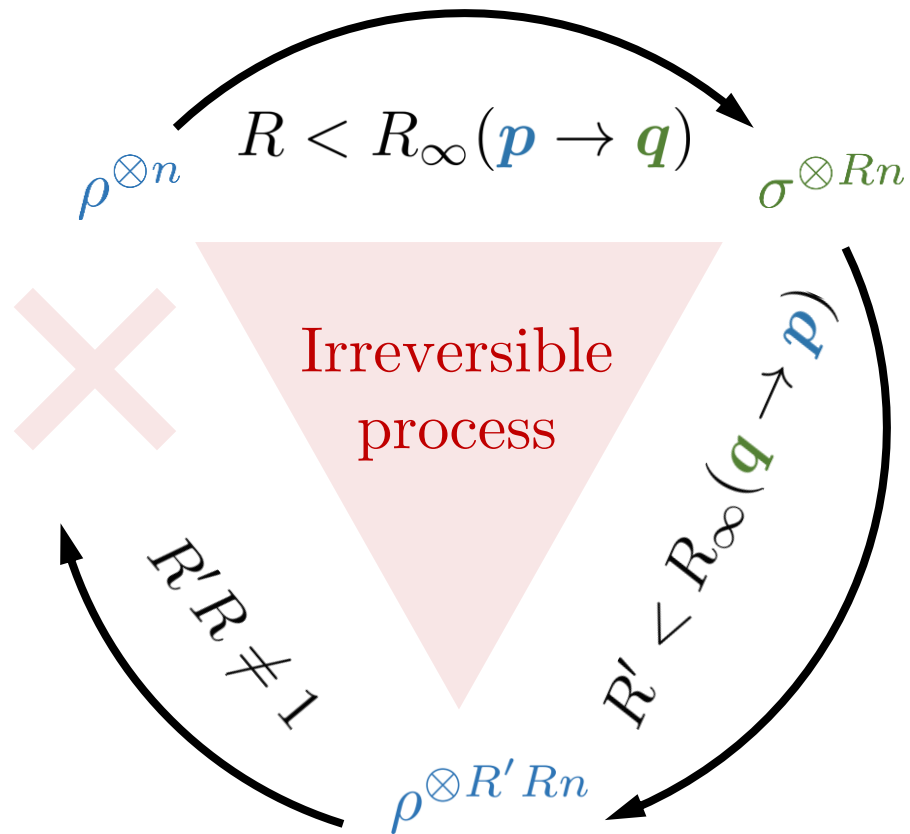 R < R∞(p → q)
ρ⊗n
σ⊗Rn
Irreversible
process
R′ < R∞(q → p)
R′R ≠ 1
ρ⊗R′Rn